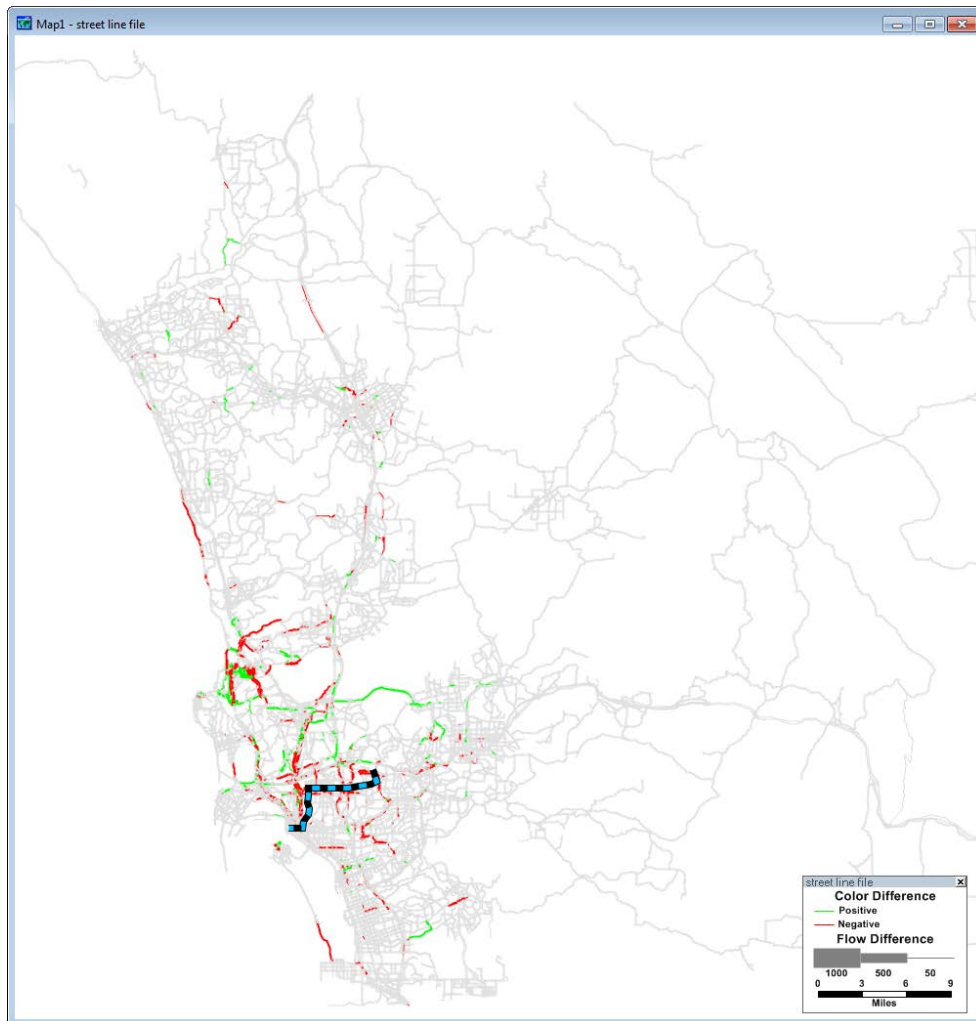 Map1 - street line file
street line file
Color Difference
Positive
Negative
Flow Difference
1000 500 50
0 3 6 9
Miles